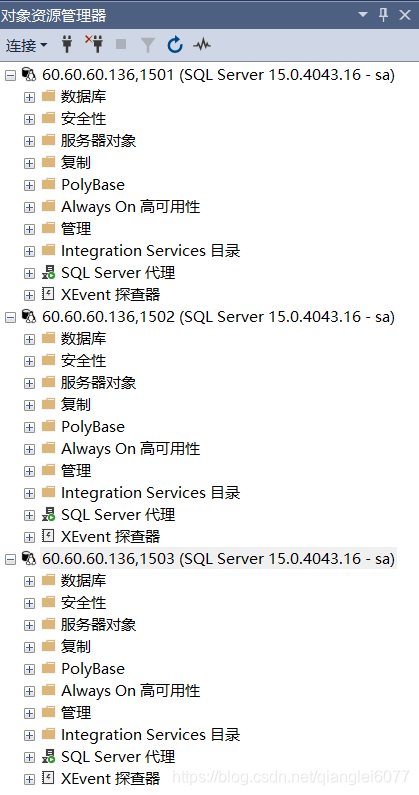 对象资源管理器
连接
60.60.60.136,1501 (SQL Server 15.0.4043.16 - sa)
数据库
安全性
服务器对象
复制
PolyBase
Always On 高可用性
管理
Integration Services 目录
SQL Server 代理
XEvent 探查器
60.60.60.136,1502 (SQL Server 15.0.4043.16 - sa)
数据库
安全性
服务器对象
复制
PolyBase
Always On 高可用性
管理
Integration Services 目录
SQL Server 代理
XEvent 探查器
60.60.60.136,1503 (SQL Server 15.0.4043.16 - sa)
数据库
安全性
服务器对象
复制
PolyBase
Always On 高可用性
管理
Integration Services 目录
SQL Server 代理
XEvent 探查器
https://blog.csdn.net/qianglei6077